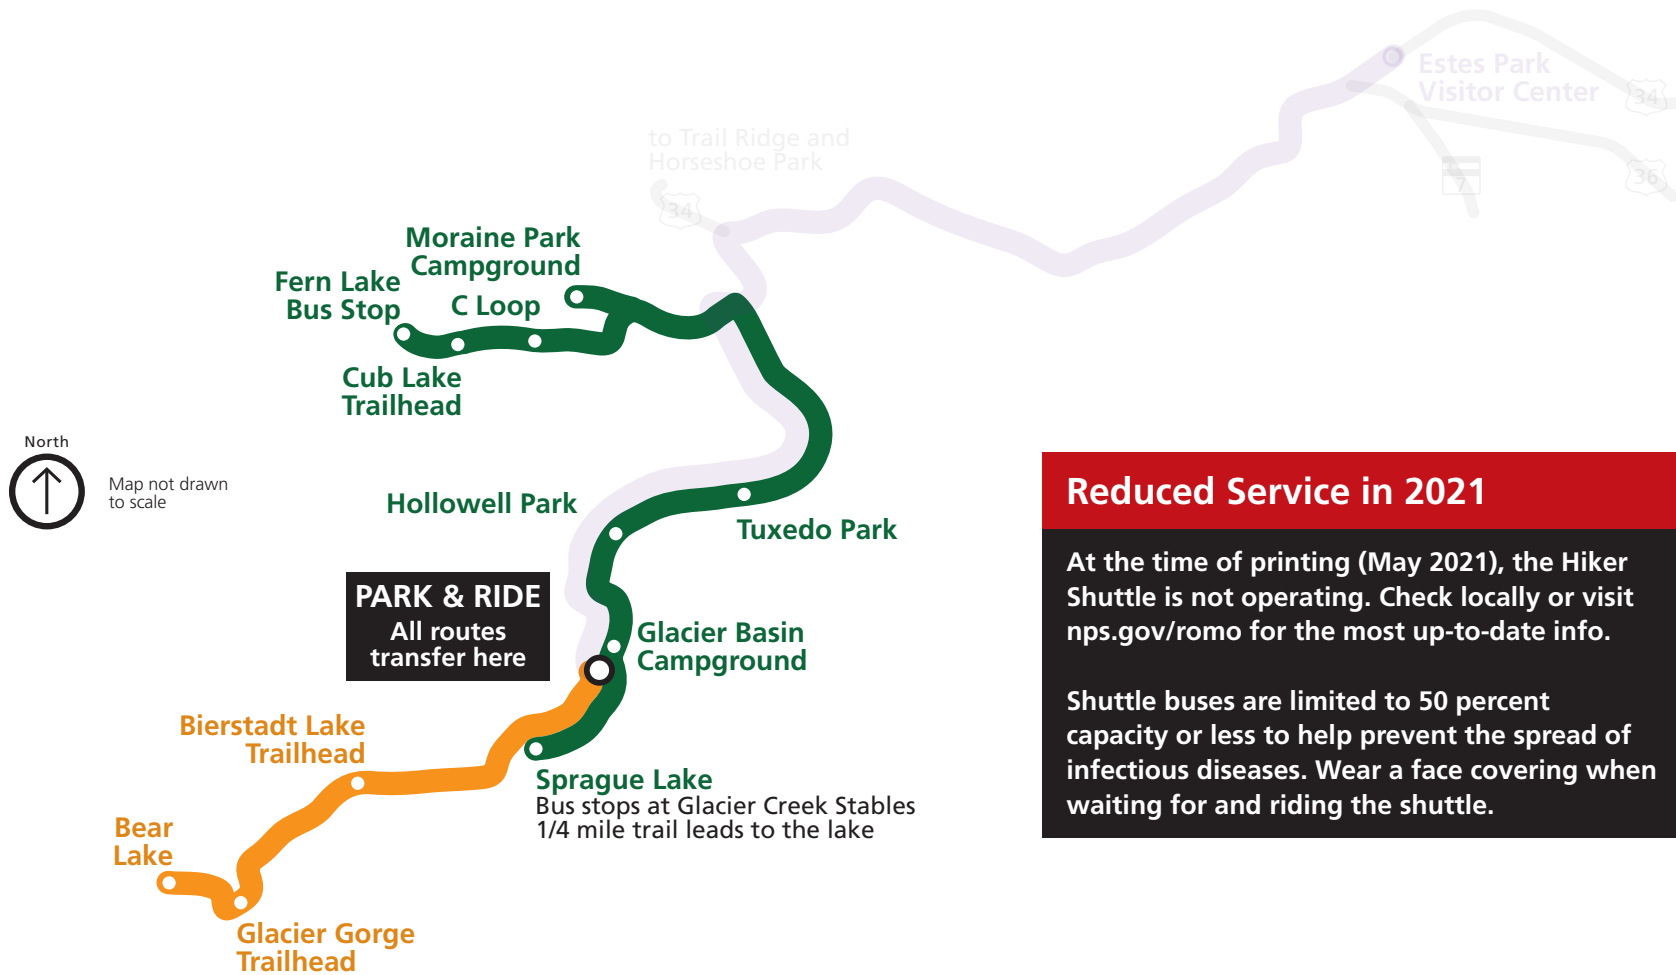 Estes Park
Visitor Center
34
to Trail Ridge and
Horseshoe Park
36
7
34
Moraine Park
Campground
Fern Lake
Bus Stop
C Loop
Cub Lake
Trailhead
North
Map not drawn
to scale
Hollowell Park
Tuxedo Park
PARK & RIDE
All routes
transfer here
Glacier Basin
Campground
Bierstadt Lake
Trailhead
Sprague Lake
Bus stops at Glacier Creek Stables
1/4 mile trail leads to the lake
Bear
Lake
Glacier Gorge
Trailhead
Reduced Service in 2021
At the time of printing (May 2021), the Hiker
Shuttle is not operating. Check locally or visit
nps.gov/romo for the most up-to-date info.
Shuttle buses are limited to 50 percent
capacity or less to help prevent the spread of
infectious diseases. Wear a face covering when
waiting for and riding the shuttle.